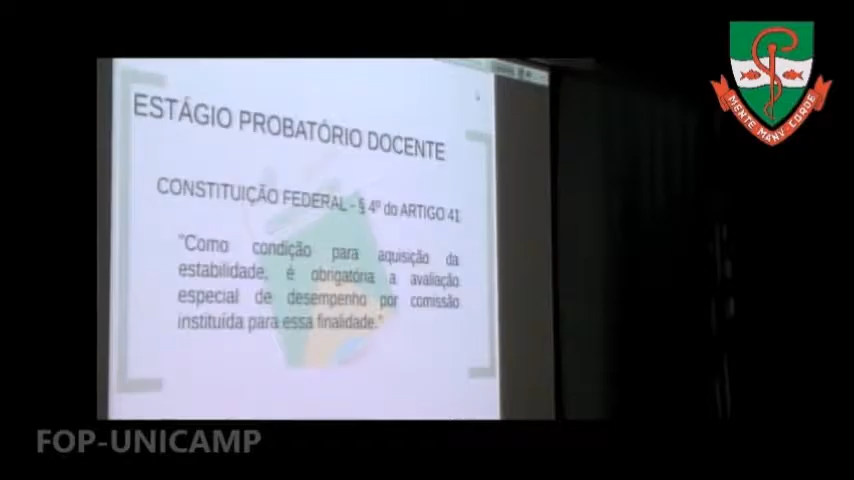 ESTÁGIO PROBATÓRIO DOCENTE
CONSTITUIÇÃO FEDERAL - § 4º do ARTIGO 41
"Como condição para aquisição da
estabilidade, é obrigatória a avaliação
especial de desempenho por comissão
instituída para essa finalidade."
MENTE MANV-CORDE
FOP-UNICAMP